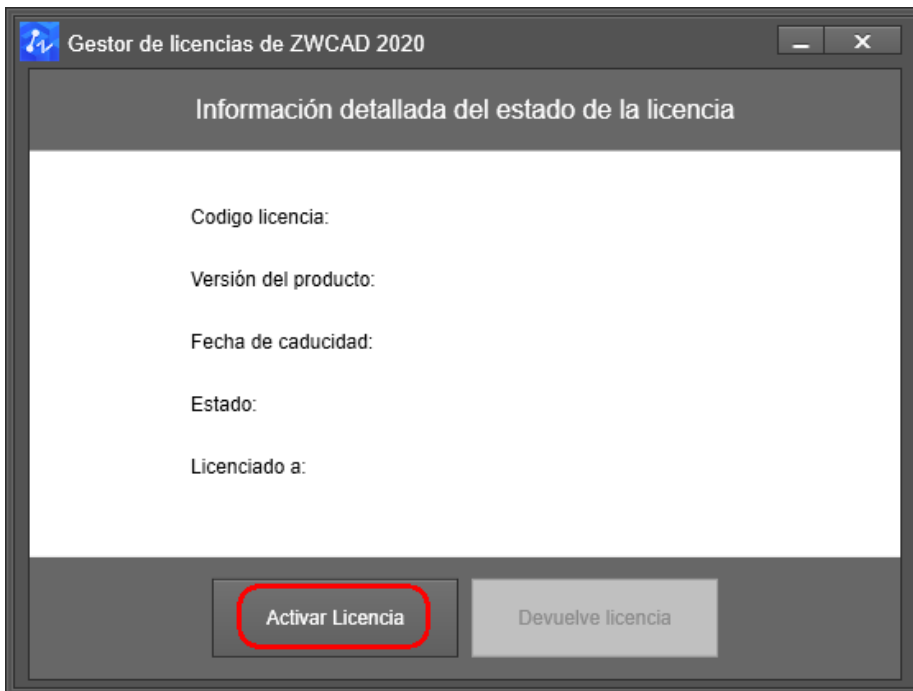 Gestor de licencias de ZWCAD 2020
Información detallada del estado de la licencia
Codigo licencia:
Versión del producto:
Fecha de caducidad:
Estado:
Licenciado a:
Activar Licencia
Devuelve licencia